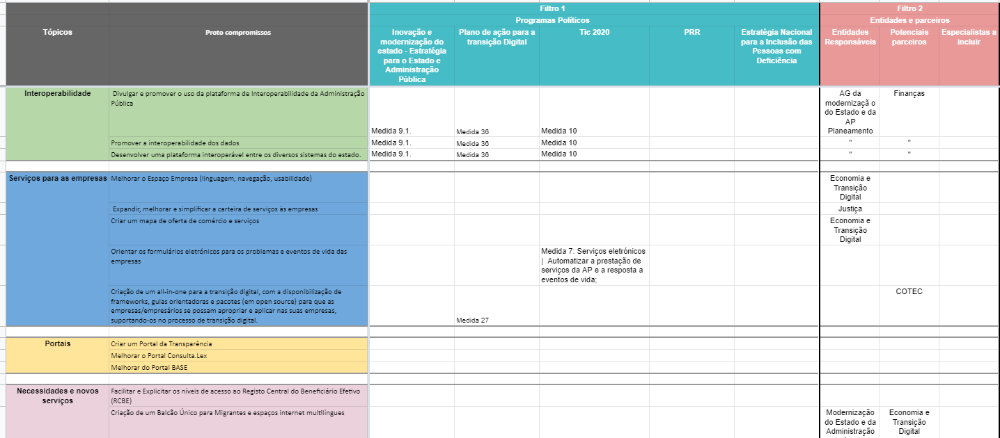 Filtro 1
Filtro 2
Programas Políticos
Entidades e parceiros
Tópicos
Proto compromissos
Inovação e
modernização do
estado - Estratégia
para o Estado e
Administração
Pública
Plano de ação para a
transição Digital
Tic 2020
PRR
Estratégia Nacional
para a Inclusão das
Pessoas com
Deficiência
Entidades
Responsáveis
Potenciais
parceiros
Especialistas a
incluir
Interoperabilidade
Divulgar e promover o uso da plataforma de Interoperabilidade da Administração
Pública
Medida 9.1.
Medida 36
Medida 10
AG da
modernizaçã o
do Estado e da
AP
Planeamento
Finanças
Promover a interoperabilidade dos dados
Medida 9.1.
Medida 36
Medida 10
"
"
Desenvolver uma plataforma interoperável entre os diversos sistemas do estado.
Medida 9.1.
Medida 36
Medida 10
"
"
Serviços para as empresas
Melhorar o Espaço Empresa (linguagem, navegação, usabilidade)
Economia e
Transição
Digital
Expandir, melhorar e simplificar a carteira de serviços às empresas
Justiça
Criar um mapa de oferta de comércio e serviços
Economia e
Transição
Digital
Orientar os formulários eletrónicos para os problemas e eventos de vida das
empresas
Medida 7: Serviços eletrónicos
| Automatizar a prestação de
serviços da AP e a resposta a
eventos de vida;
Criação de um all-in-one para a transição digital, com a disponibilização de
frameworks, guias orientadoras e pacotes (em open source) para que as
empresas/empresários se possam apropriar e aplicar nas suas empresas,
suportando-os no processo de transição digital.
Medida 27
COTEC
Portais
Criar um Portal da Transparência
Melhorar o Portal Consulta.Lex
Melhorar do Portal BASE
Necessidades e novos
serviços
Facilitar e Explicitar os níveis de acesso ao Registo Central do Beneficiário Efetivo
(RCBE)
Criação de um Balcão Único para Migrantes e espaços internet multilíngues
Modernização
do Estado e da
Administração
Economia e
Transição
Digital